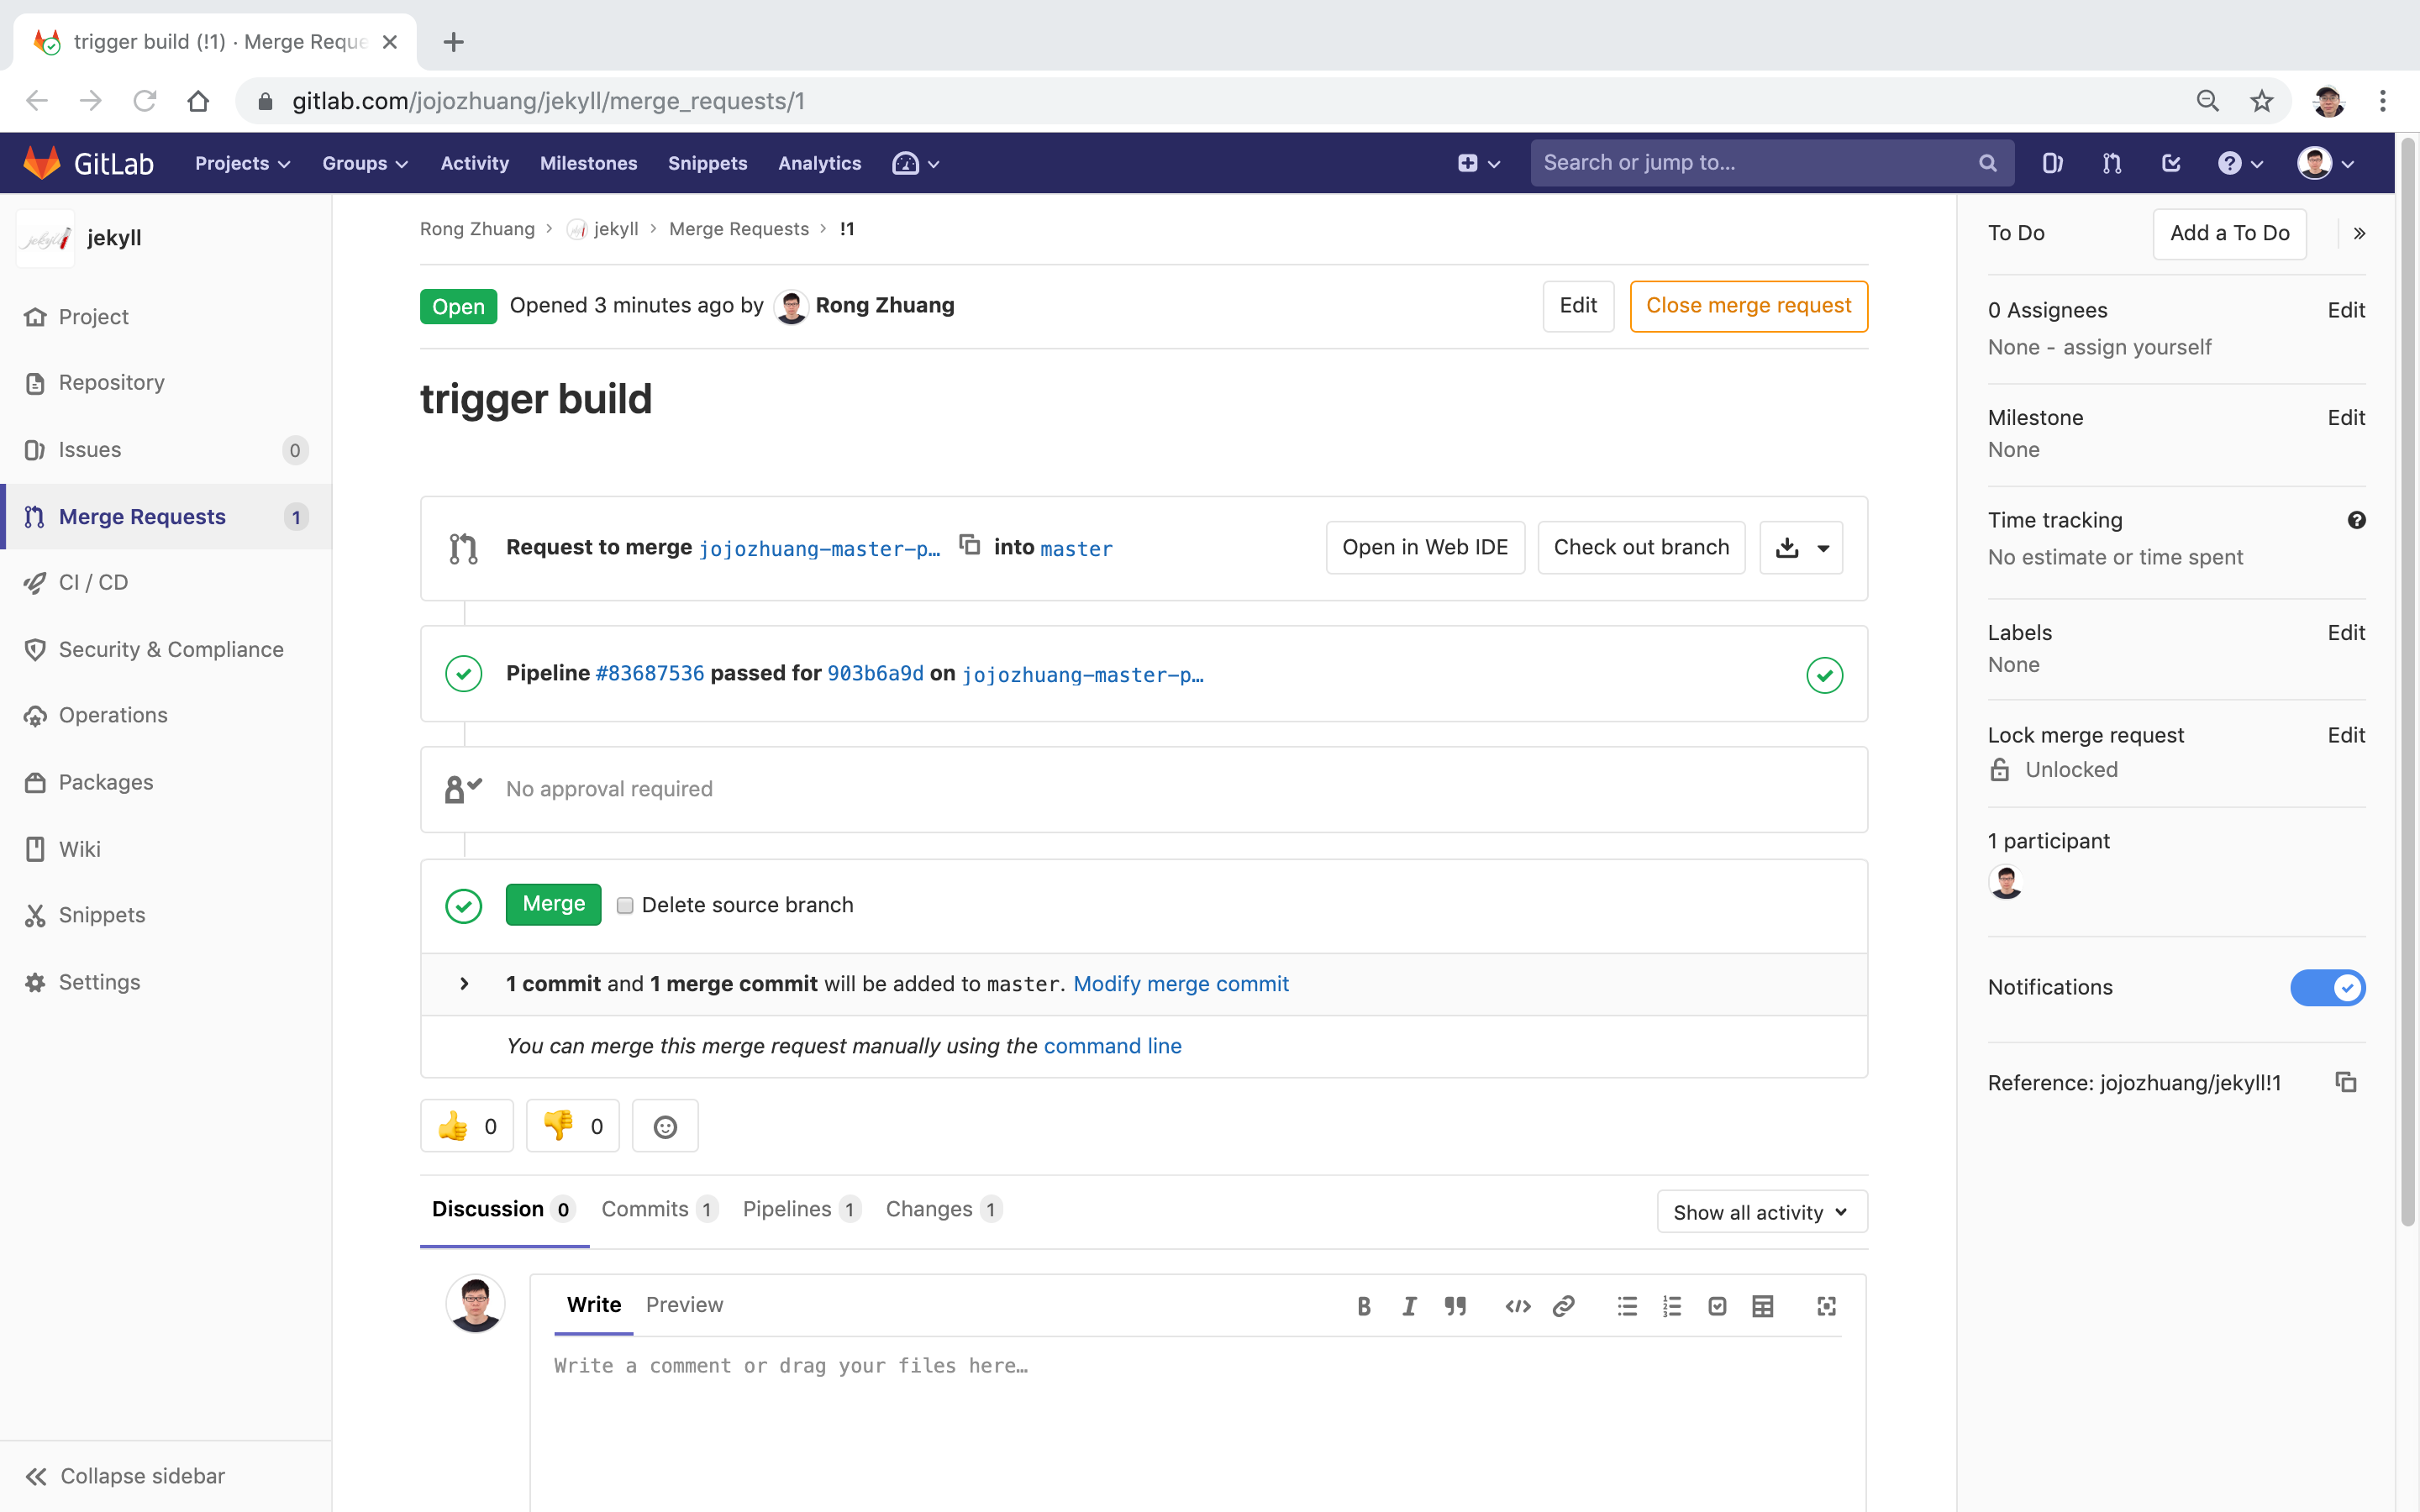 trigger build (!1) · Merge Reque
gitlab.com/jojozhuang/jekyll/merge_requests/1
GitLab Projects Groups Activity Milestones Snippets Analytics Search or jump to...
jekyll
Project
Repository
Issues 0
Merge Requests 1
CI / CD
Security & Compliance
Operations
Packages
Wiki
Snippets
Settings
Collapse sidebar
Rong Zhuang › jekyll › Merge Requests › !1
Open Opened 3 minutes ago by Rong Zhuang Edit Close merge request
trigger build
Request to merge jojozhuang-master-p… into master Open in Web IDE Check out branch
Pipeline #83687536 passed for 903b6a9d on jojozhuang-master-p…
No approval required
Merge Delete source branch
1 commit and 1 merge commit will be added to master. Modify merge commit
You can merge this merge request manually using the command line
0 0
Discussion 0 Commits 1 Pipelines 1 Changes 1 Show all activity
Write Preview
Write a comment or drag your files here…
To Do Add a To Do
0 Assignees Edit
None - assign yourself
Milestone Edit
None
Time tracking
No estimate or time spent
Labels Edit
None
Lock merge request Edit
Unlocked
1 participant
Notifications
Reference: jojozhuang/jekyll!1